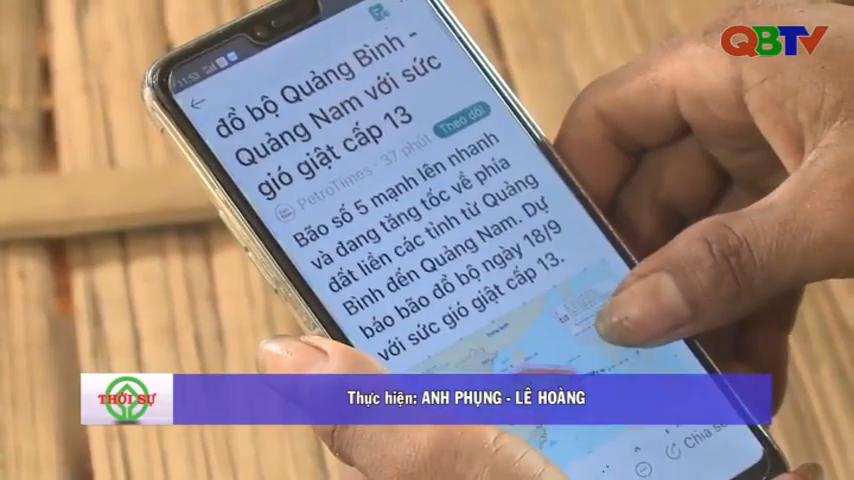 QBTV
11:53
đổ bộ Quảng Bình -
Quảng Nam với sức
gió giật cấp 13
PetroTimes - 37 phút
Theo dõi
Bão số 5 mạnh lên nhanh
và đang tăng tốc về phía
đất liền các tỉnh từ Quảng
Bình đến Quảng Nam. Dự
báo bão đổ bộ ngày 18/9
với sức gió giật cấp 13.
Chia sẻ
THỜI SỰ
Thực hiện: ANH PHỤNG - LÊ HOÀNG